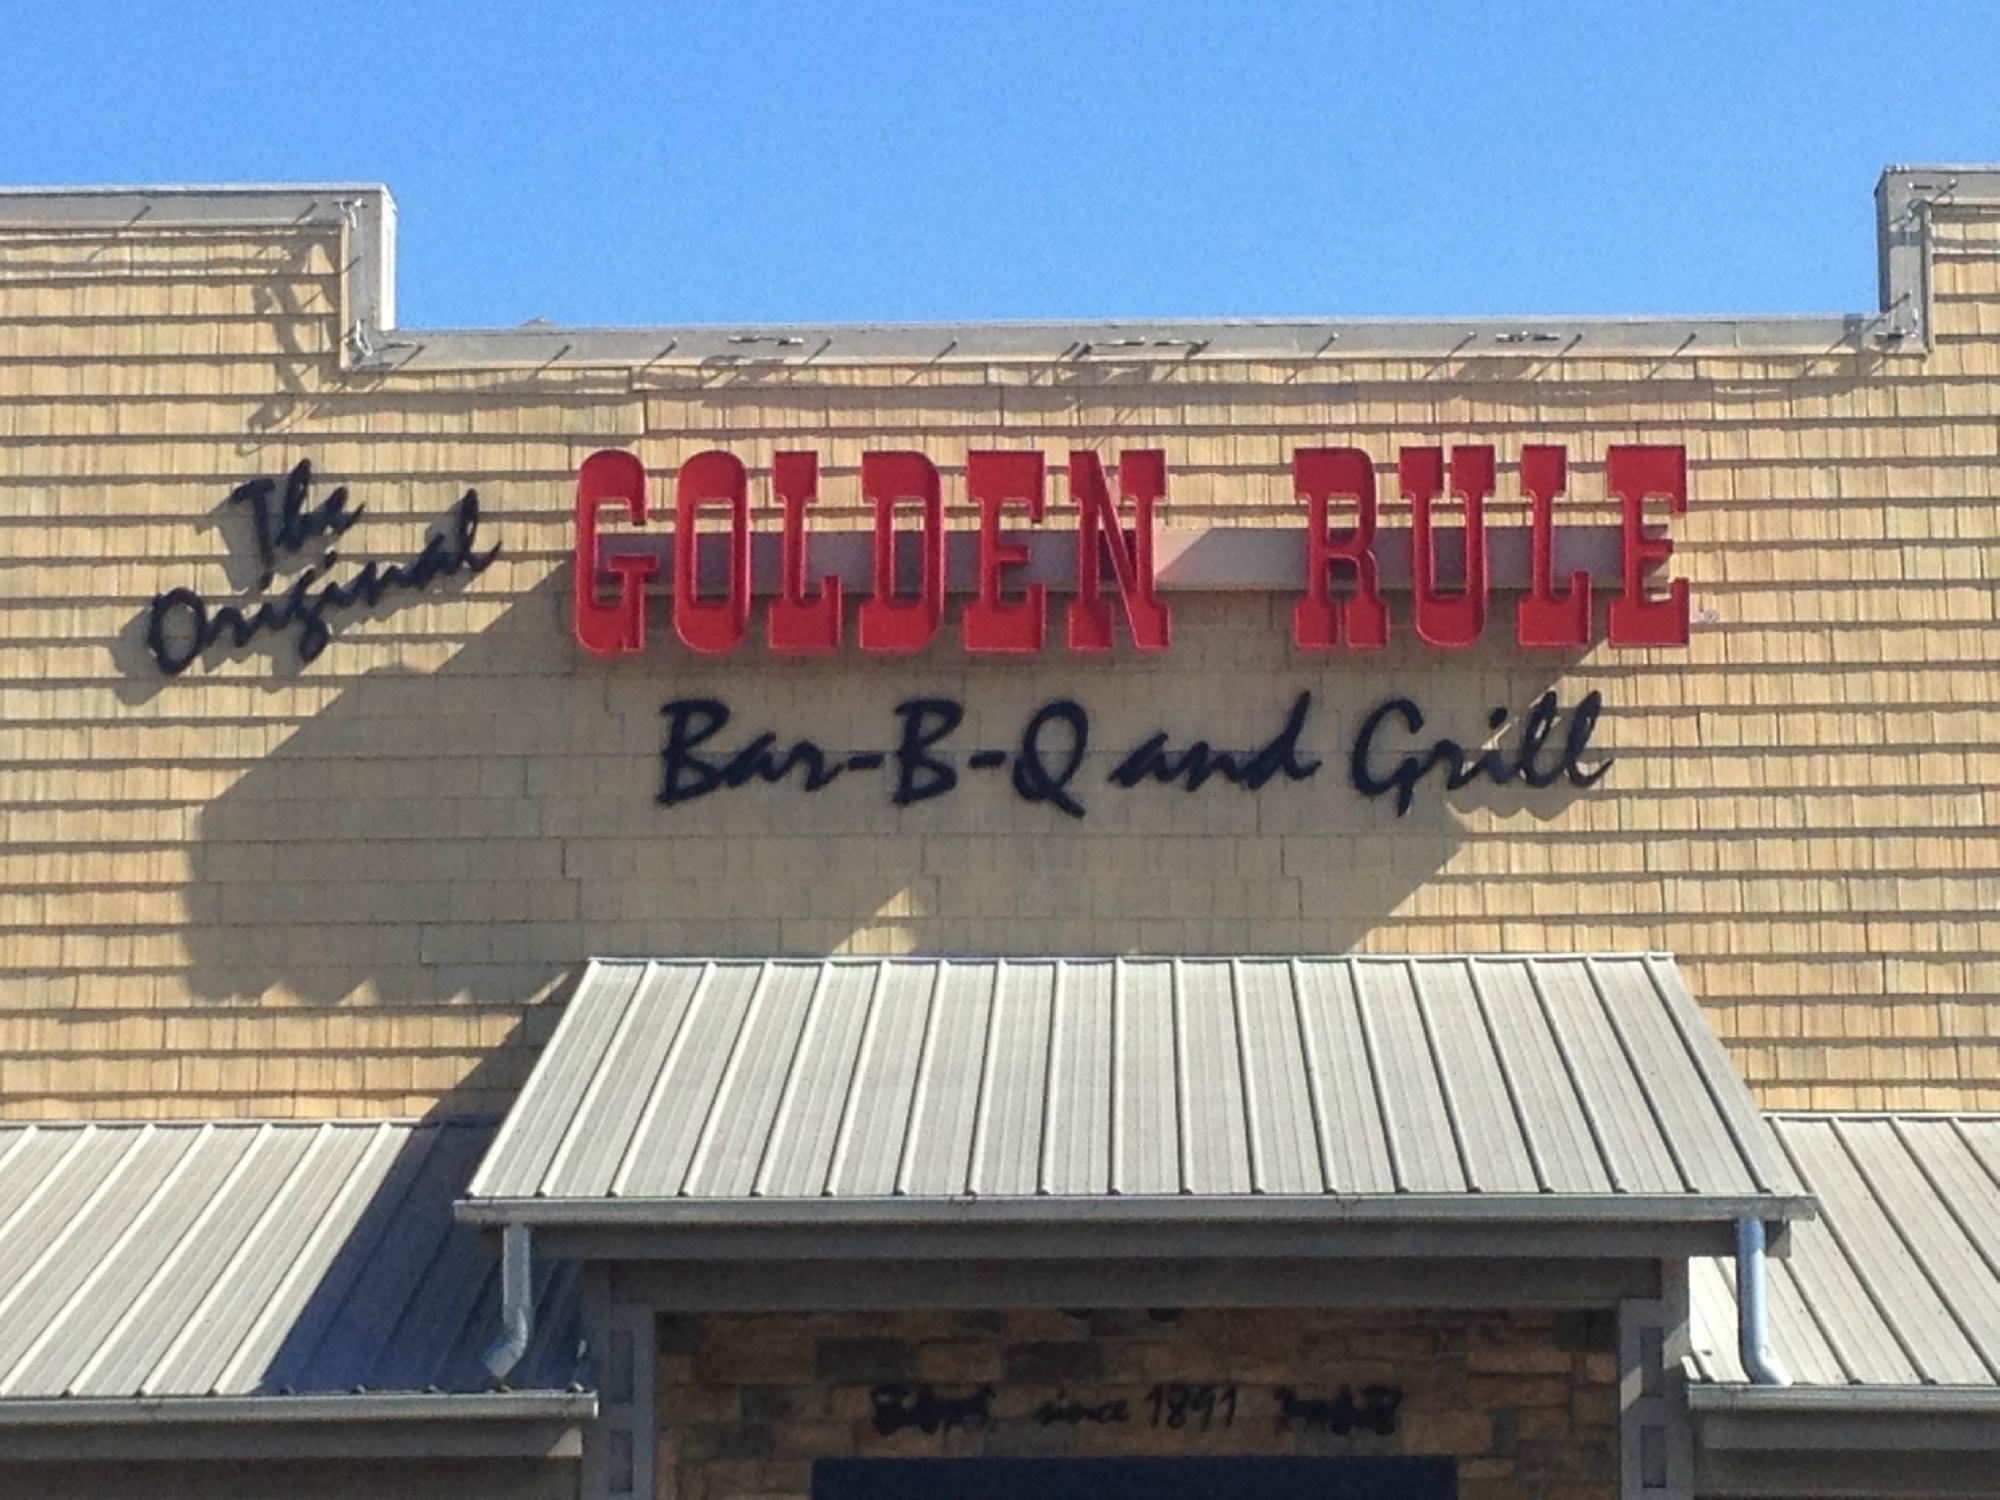 The
Original
GOLDEN RULE
Bar-B-Q and Grill
since 1891